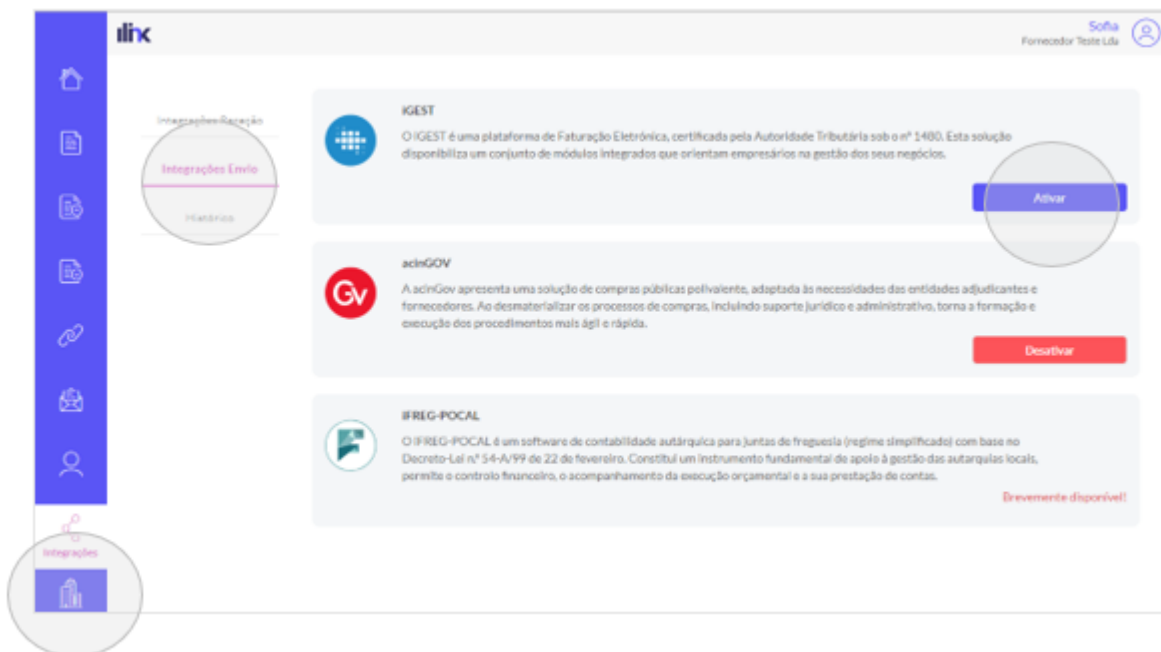 ilink
Sofia
Fornecedor Teste Lda
Integrações Receção
Integrações Envio
Histórico
iGEST
O iGEST é uma plataforma de Faturação Eletrónica, certificada pela Autoridade Tributária sob o nº 1480. Esta solução
disponibiliza um conjunto de módulos integrados que orientam empresários na gestão dos seus negócios.
Ativar
acinGOV
A acinGov apresenta uma solução de compras públicas polivalente, adaptada às necessidades das entidades adjudicantes e
fornecedores. Ao desmaterializar os processos de compras, incluindo suporte jurídico e administrativo, torna a formação e
execução dos procedimentos mais ágil e rápida.
Desativar
Gv
IFREG-POCAL
O IFREG-POCAL é um software de contabilidade autárquica para juntas de freguesia (regime simplificado) com base no
Decreto-Lei n.º 54-A/99 de 22 de fevereiro. Constitui um instrumento fundamental de apoio à gestão das autarquias locais,
permite o controlo financeiro, o acompanhamento da execução orçamental e a sua prestação de contas.
Brevemente disponível!
Integrações